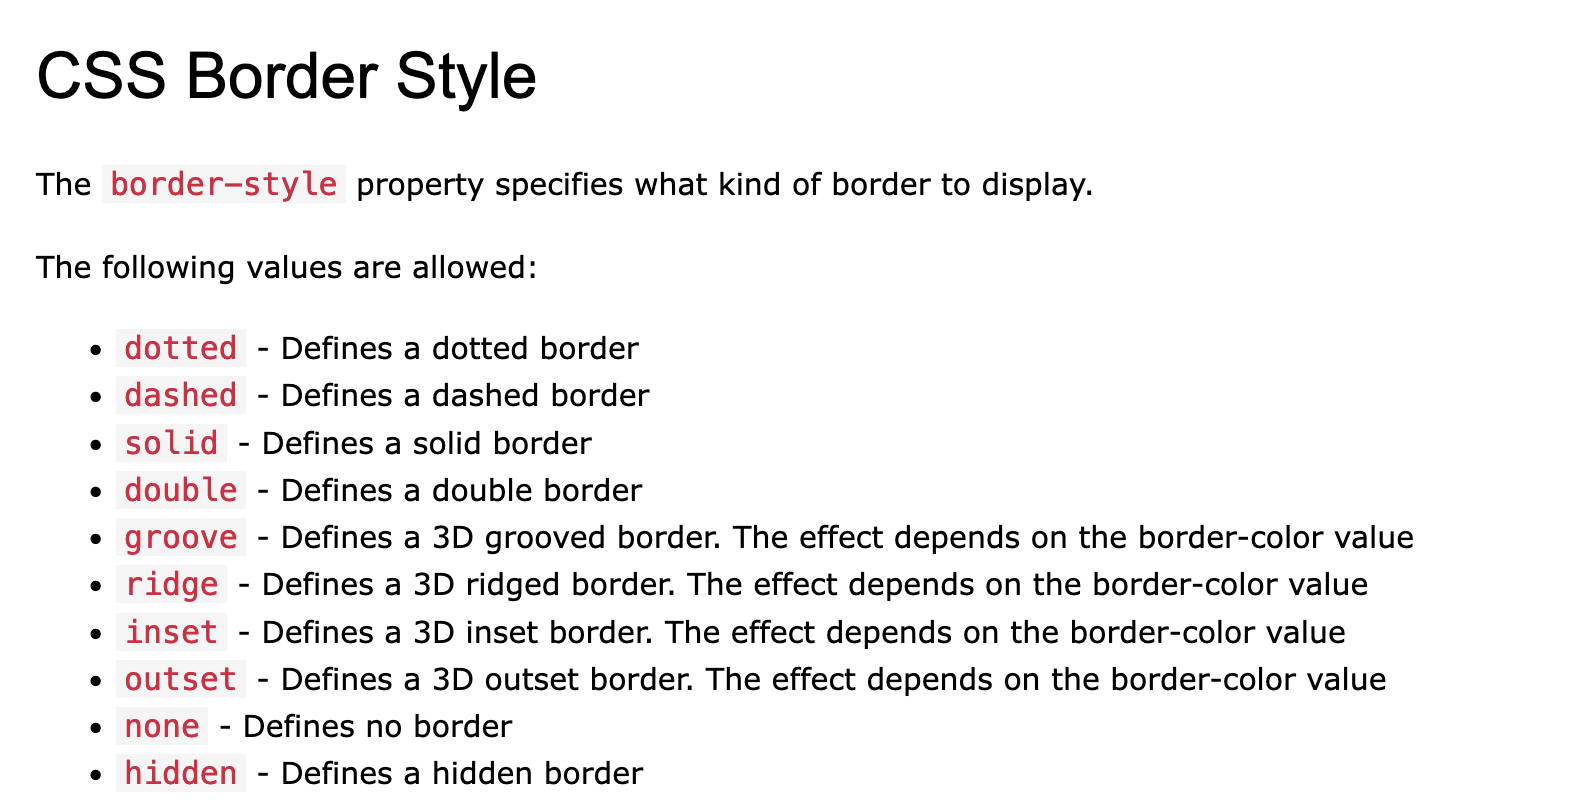 CSS Border Style
The border-style property specifies what kind of border to display.
The following values are allowed:
• dotted - Defines a dotted border
• dashed - Defines a dashed border
• solid - Defines a solid border
• double - Defines a double border
• groove - Defines a 3D grooved border. The effect depends on the border-color value
• ridge - Defines a 3D ridged border. The effect depends on the border-color value
• inset - Defines a 3D inset border. The effect depends on the border-color value
• outset - Defines a 3D outset border. The effect depends on the border-color value
• none - Defines no border
• hidden - Defines a hidden border